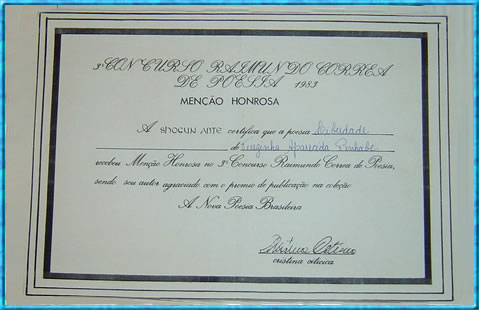 3º CONCURSO RAIMUNDO CORREA
DE POESIA 1983
MENÇÃO HONROSA
A SHOGUN ARTE certifica que a poesia Liberdade
de Aparecida
recebeu Menção Honrosa no 3º Concurso Raimundo Correa de Poesia,
sendo seu autor agraciado com o premio de publicação na coleção
A Nova Poesia Brasileira
cristina oiticica